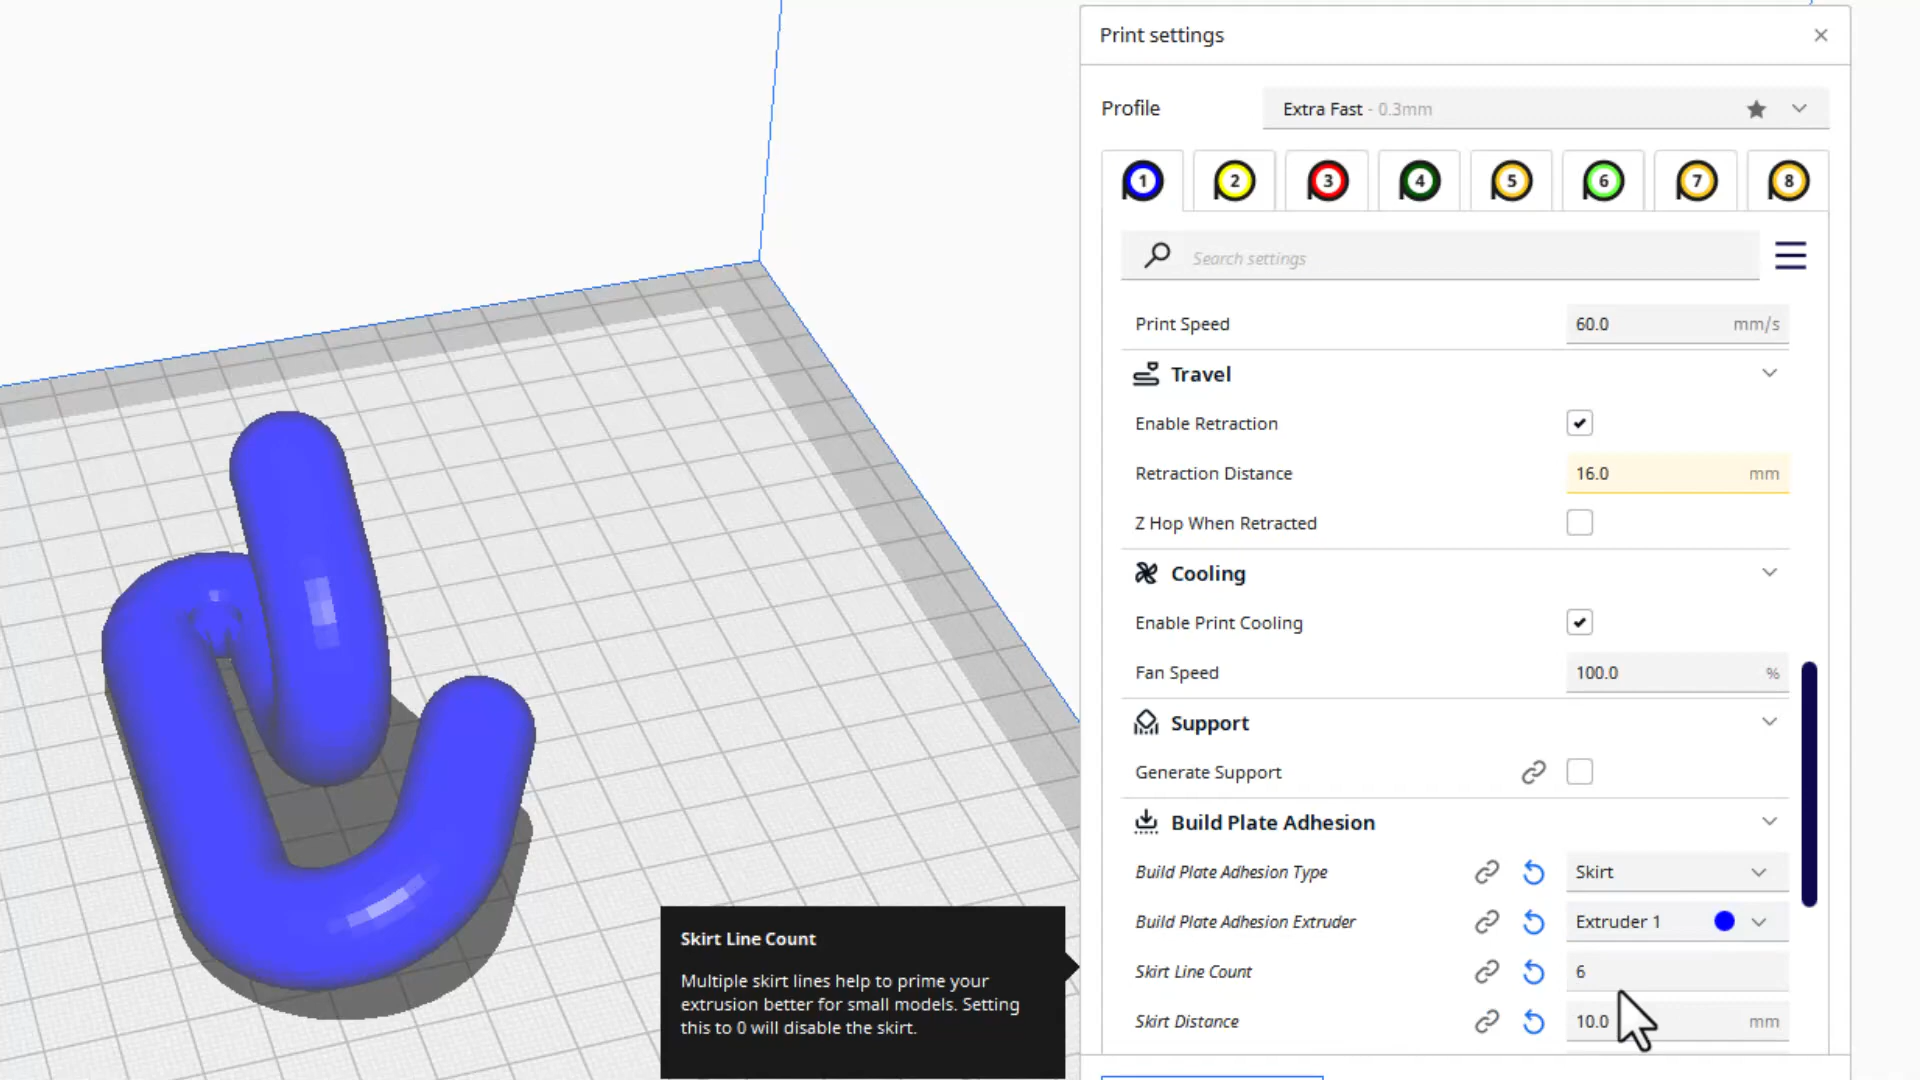 Print settings
Profile
Extra Fast - 0.3mm
1 2 3 4 5 6 7 8
Search settings
Print Speed 60.0 mm/s
Travel
Enable Retraction
Retraction Distance 16.0 mm
Z Hop When Retracted
Cooling
Enable Print Cooling
Fan Speed 100.0 %
Support
Generate Support
Build Plate Adhesion
Build Plate Adhesion Type Skirt
Build Plate Adhesion Extruder Extruder 1
Skirt Line Count 6
Skirt Distance 10.0 mm
Skirt Line Count
Multiple skirt lines help to prime your
extrusion better for small models. Setting
this to 0 will disable the skirt.